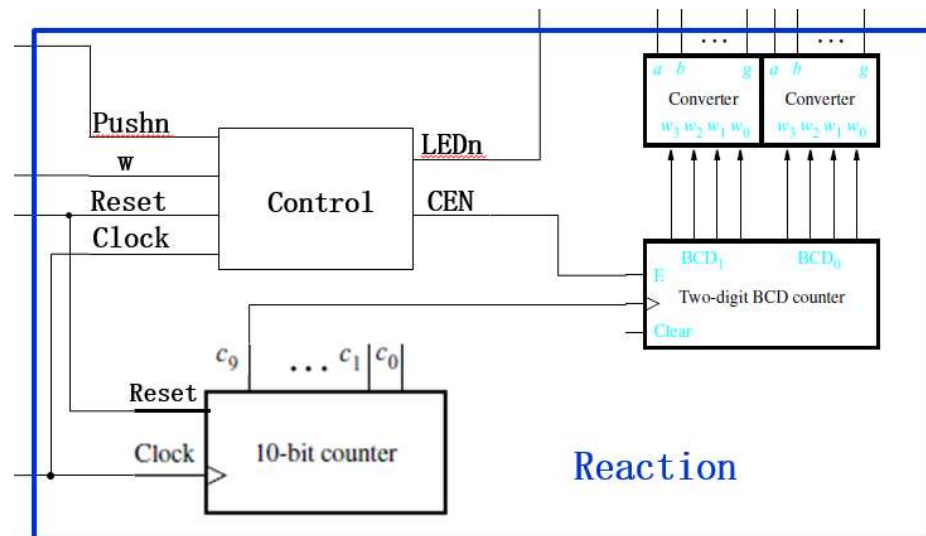 ... ...
a b g a b g
Converter Converter
w3 w2 w1 w0 w3 w2 w1 w0
Pushn
LEDn
w
Reset Control CEN
Clock
BCD1 BCD0
E
Two-digit BCD counter
Clear
c9 ... c1 c0
Reset
Clock 10-bit counter
Reaction